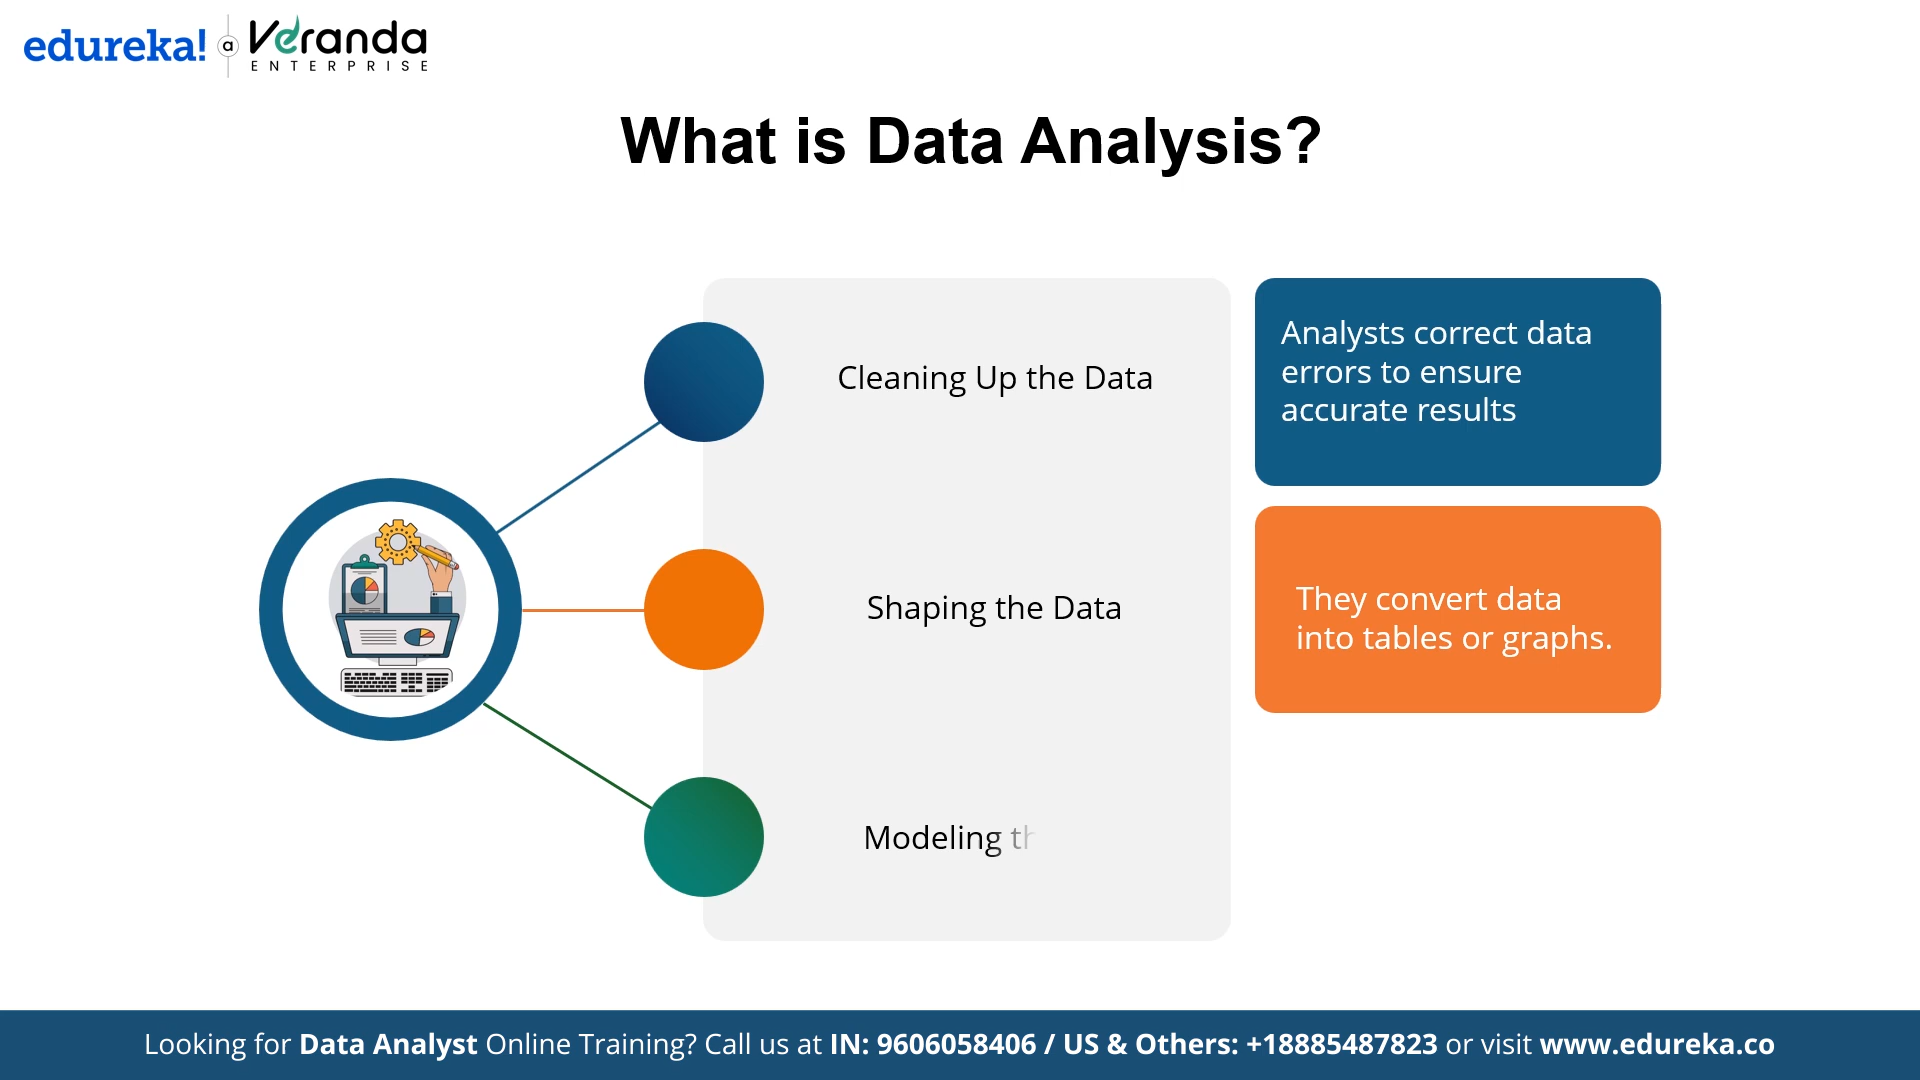 edureka! a Veranda
ENTERPRISE
What is Data Analysis?
Cleaning Up the Data
Analysts correct data
errors to ensure
accurate results
Shaping the Data
They convert data
into tables or graphs.
Modeling th
Looking for Data Analyst Online Training? Call us at IN: 9606058406 / US & Others: +18885487823 or visit www.edureka.co